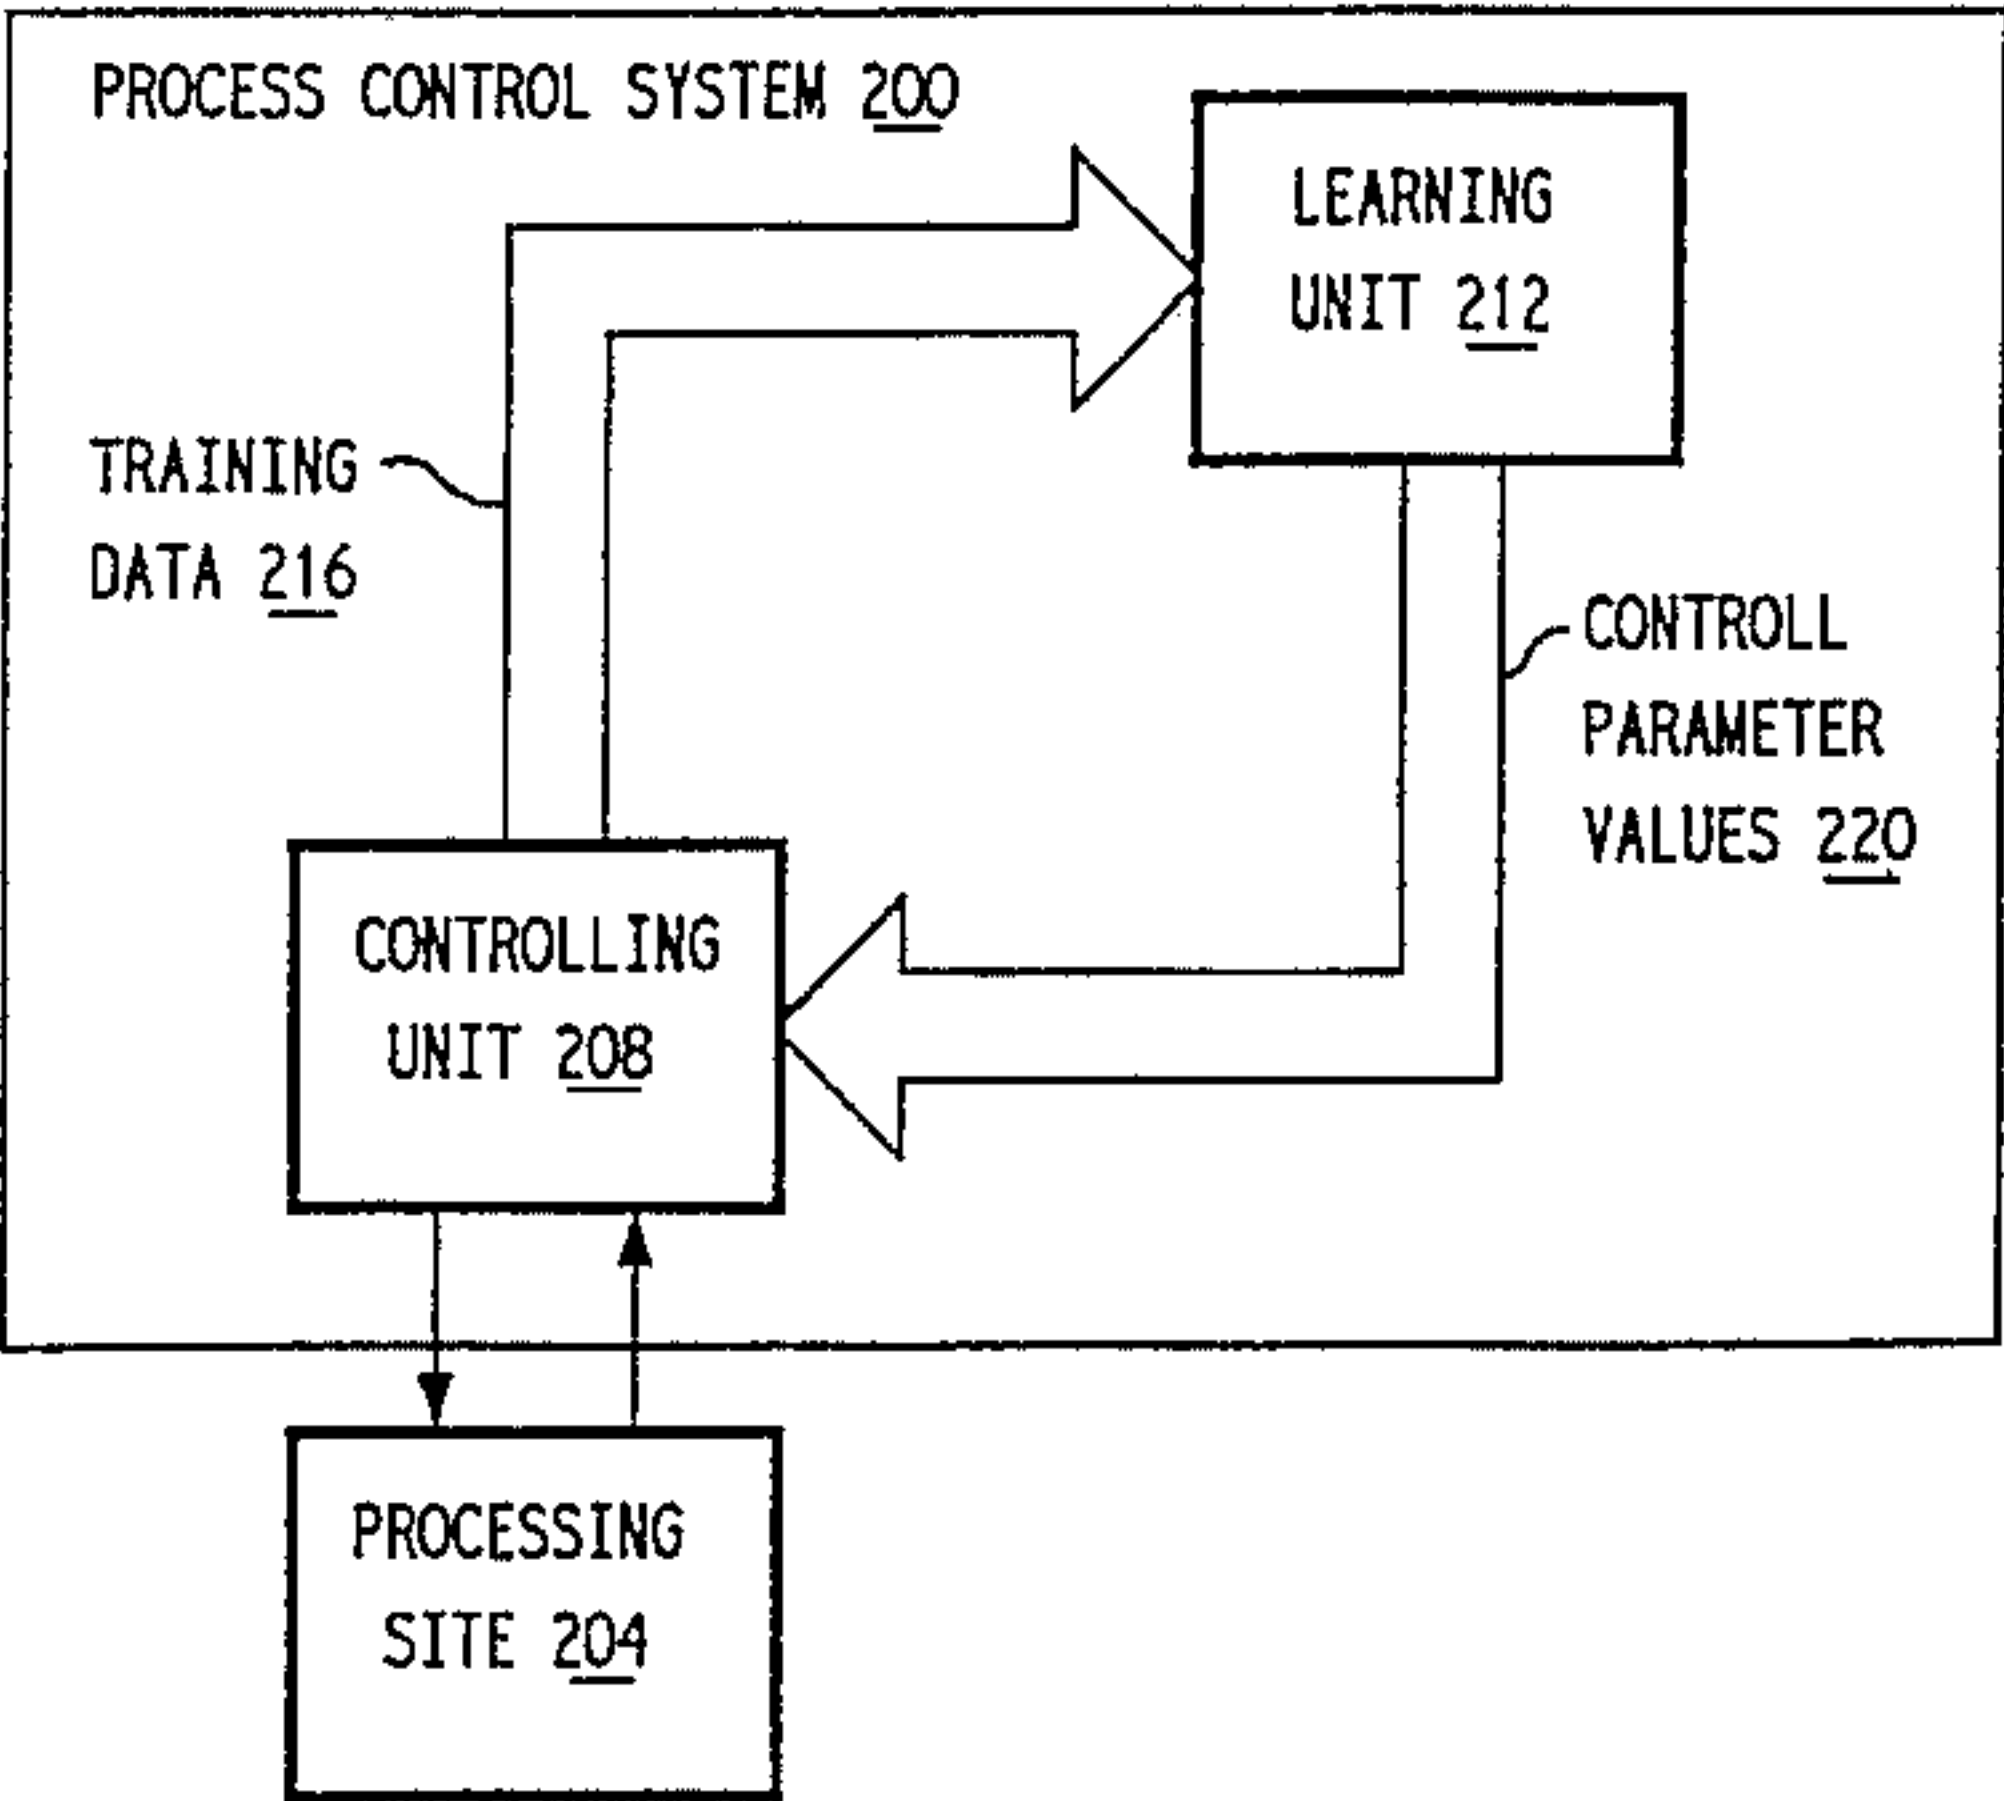 PROCESS CONTROL SYSTEM 200
LEARNING
UNIT 212
TRAINING
DATA 216
CONTROLL
PARAMETER
VALUES 220
CONTROLLING
UNIT 208
PROCESSING
SITE 204